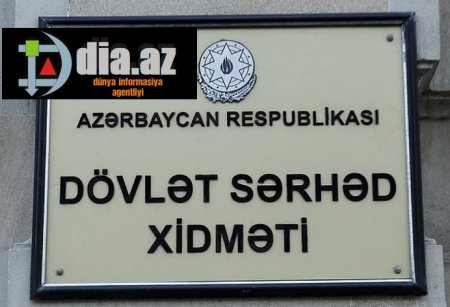 dia.az
dünya informasiya
agentliyi
AZƏRBAYCAN RESPUBLİKASI
DÖVLƏT SƏRHƏD
XİDMƏTİ